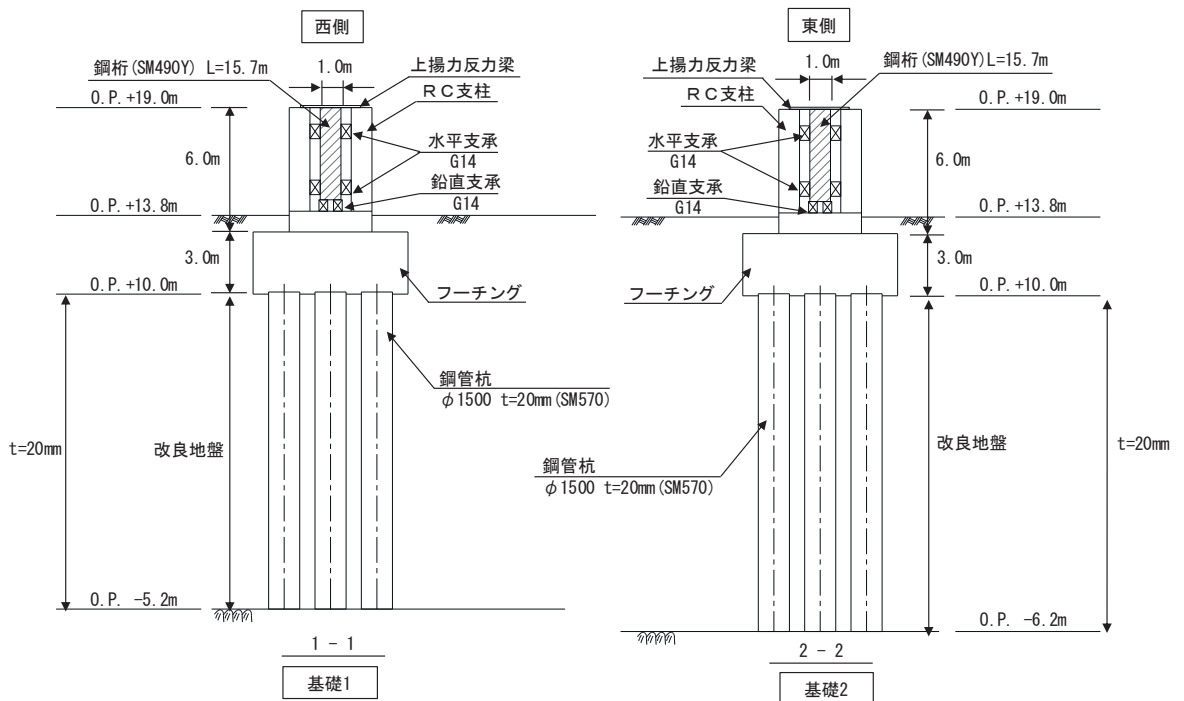 西側
鋼桁(SM490Y) L=15.7m
1.0m
上揚力反力梁
RC支柱
O.P.+19.0m
6.0m
水平支承
G14
鉛直支承
G14
O.P.+13.8m
3.0m
O.P.+10.0m
フーチング
鋼管杭
φ1500 t=20mm(SM570)
t=20mm
改良地盤
O.P. -5.2m
1 - 1
基礎1
東側
鋼桁(SM490Y)L=15.7m
1.0m
上揚力反力梁
RC支柱
O.P.+19.0m
6.0m
水平支承
G14
鉛直支承
G14
O.P.+13.8m
3.0m
O.P.+10.0m
フーチング
鋼管杭
φ1500 t=20mm(SM570)
改良地盤
t=20mm
O.P. -6.2m
2 - 2
基礎2